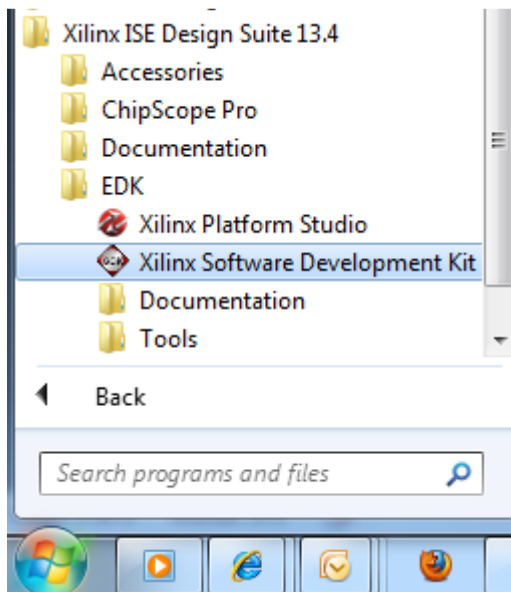 Xilinx ISE Design Suite 13.4
Accessories
ChipScope Pro
Documentation
EDK
Xilinx Platform Studio
Xilinx Software Development Kit
Documentation
Tools
Back
Search programs and files